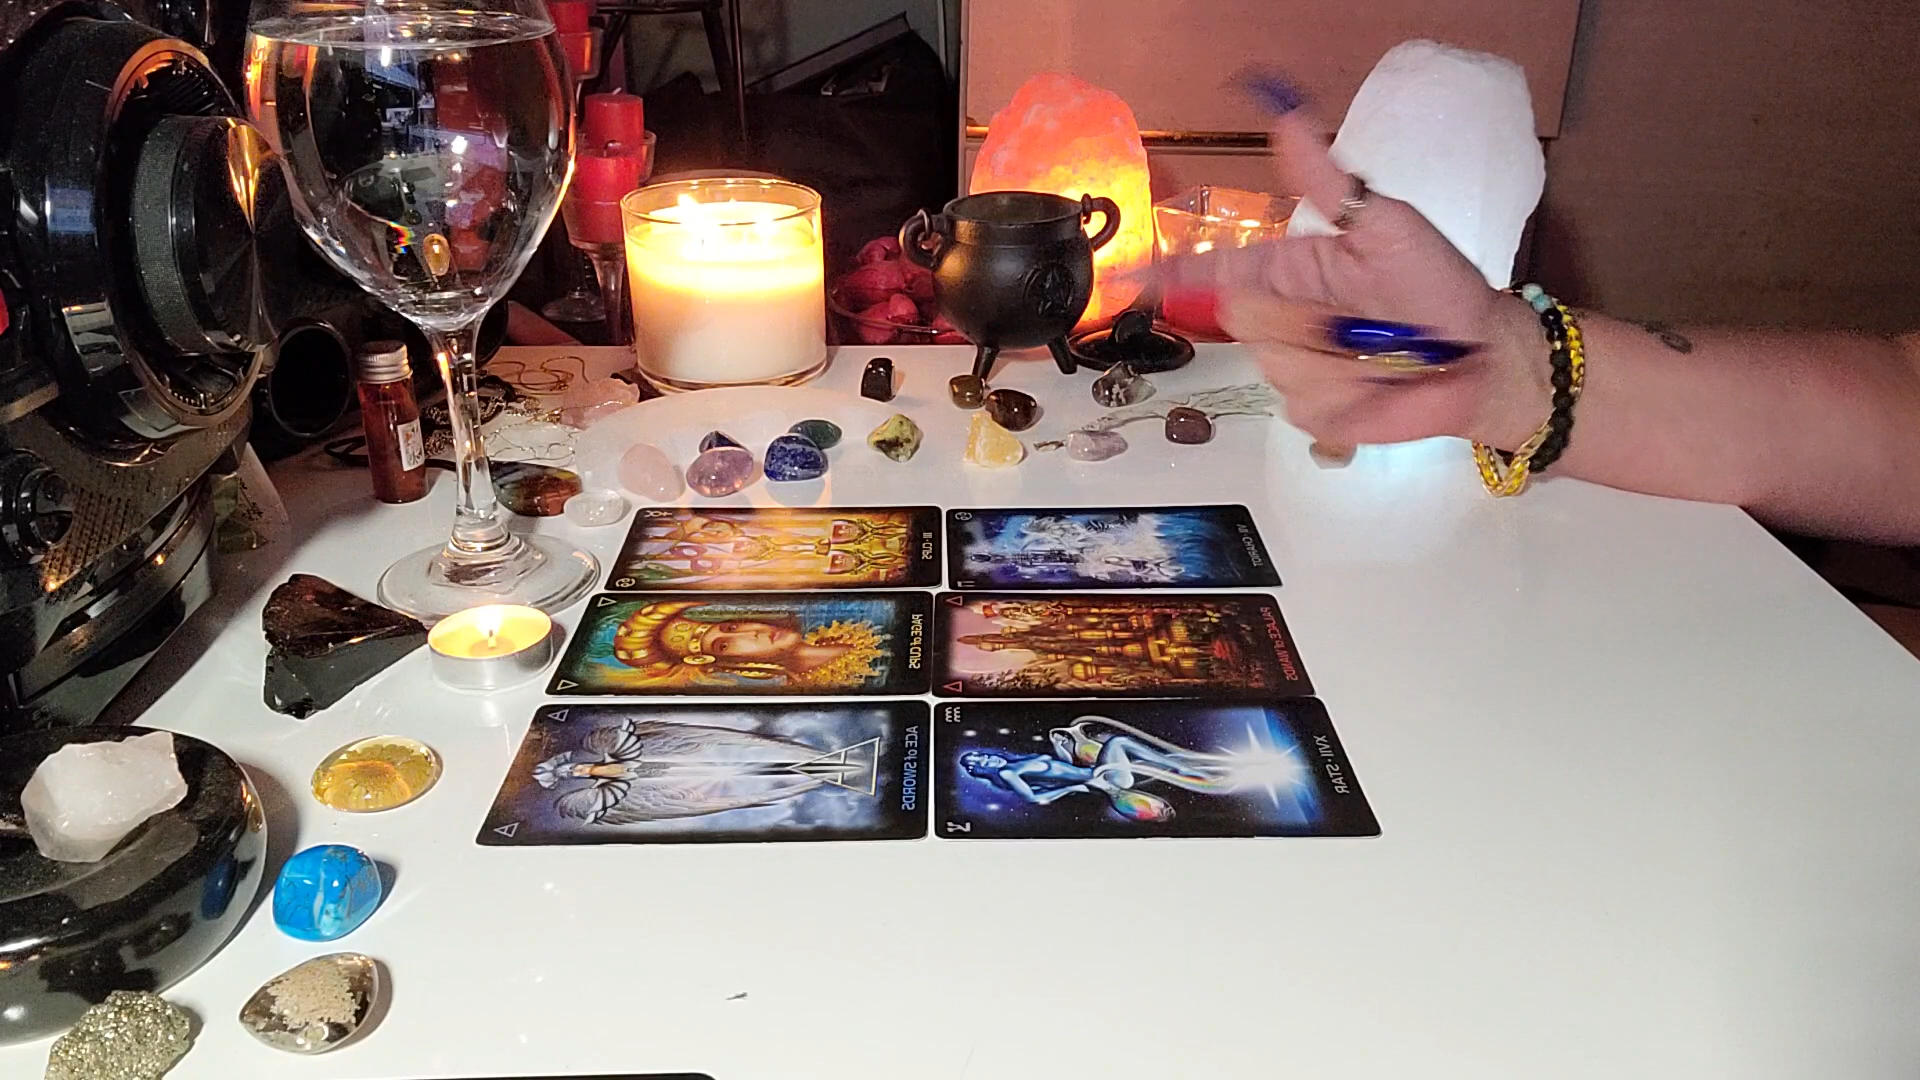 III · CUPS
VII · CHARIOT
PAGE of CUPS
PALACE of WANDS
ACE of SWORDS
XVII · STAR